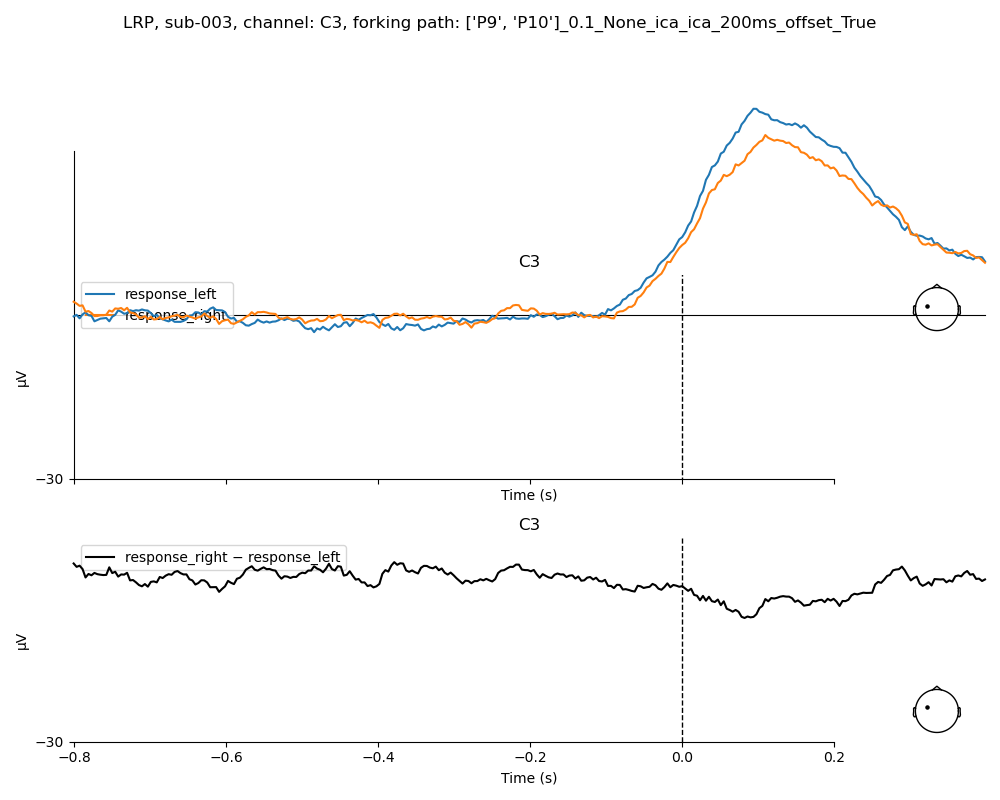 LRP, sub-003, channel: C3, forking path: ['P9', 'P10']_0.1_None_ica_ica_200ms_offset_True
C3
response_left
response_right
µV
−30
Time (s)
C3
response_right − response_left
µV
−30
−0.8 −0.6 −0.4 −0.2 0.0 0.2
Time (s)